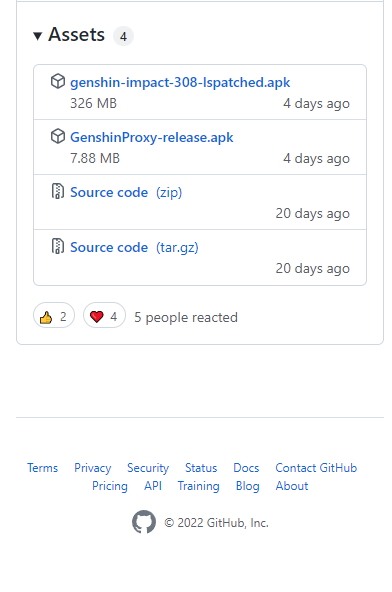 Assets 4
genshin-impact-308-lspatched.apk
326 MB 4 days ago
GenshinProxy-release.apk
7.88 MB 4 days ago
Source code (zip)
20 days ago
Source code (tar.gz)
20 days ago
2 4 5 people reacted
Terms Privacy Security Status Docs Contact GitHub
Pricing API Training Blog About
© 2022 GitHub, Inc.